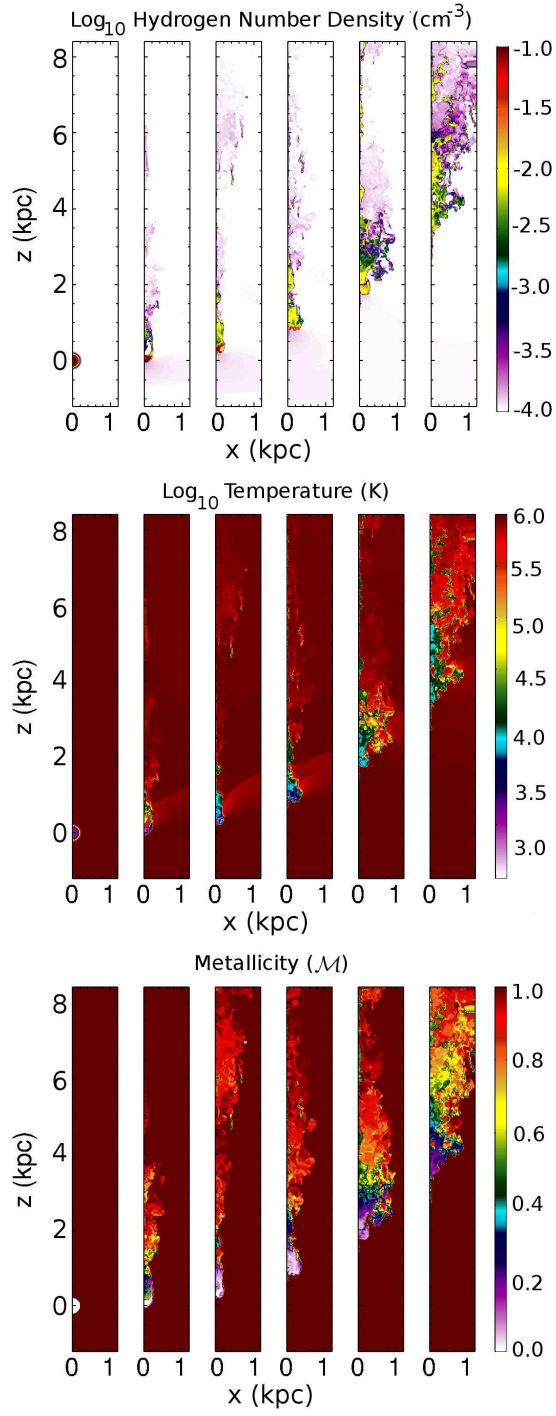 Log10 Hydrogen Number Density (cm-3)
8
6
4
2
0
z (kpc)
0 1 0 1 0 1 0 1 0 1 0 1
x (kpc)
-1.0
-1.5
-2.0
-2.5
-3.0
-3.5
-4.0
Log10 Temperature (K)
8
6
4
2
0
z (kpc)
0 1 0 1 0 1 0 1 0 1 0 1
x (kpc)
6.0
5.5
5.0
4.5
4.0
3.5
3.0
Metallicity (ℳ)
8
6
4
2
0
z (kpc)
0 1 0 1 0 1 0 1 0 1 0 1
x (kpc)
1.0
0.8
0.6
0.4
0.2
0.0